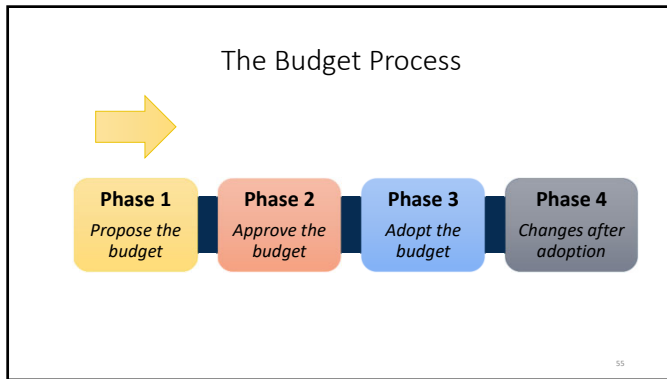 The Budget Process
Phase 1
Propose the
budget
Phase 2
Approve the
budget
Phase 3
Adopt the
budget
Phase 4
Changes after
adoption
55